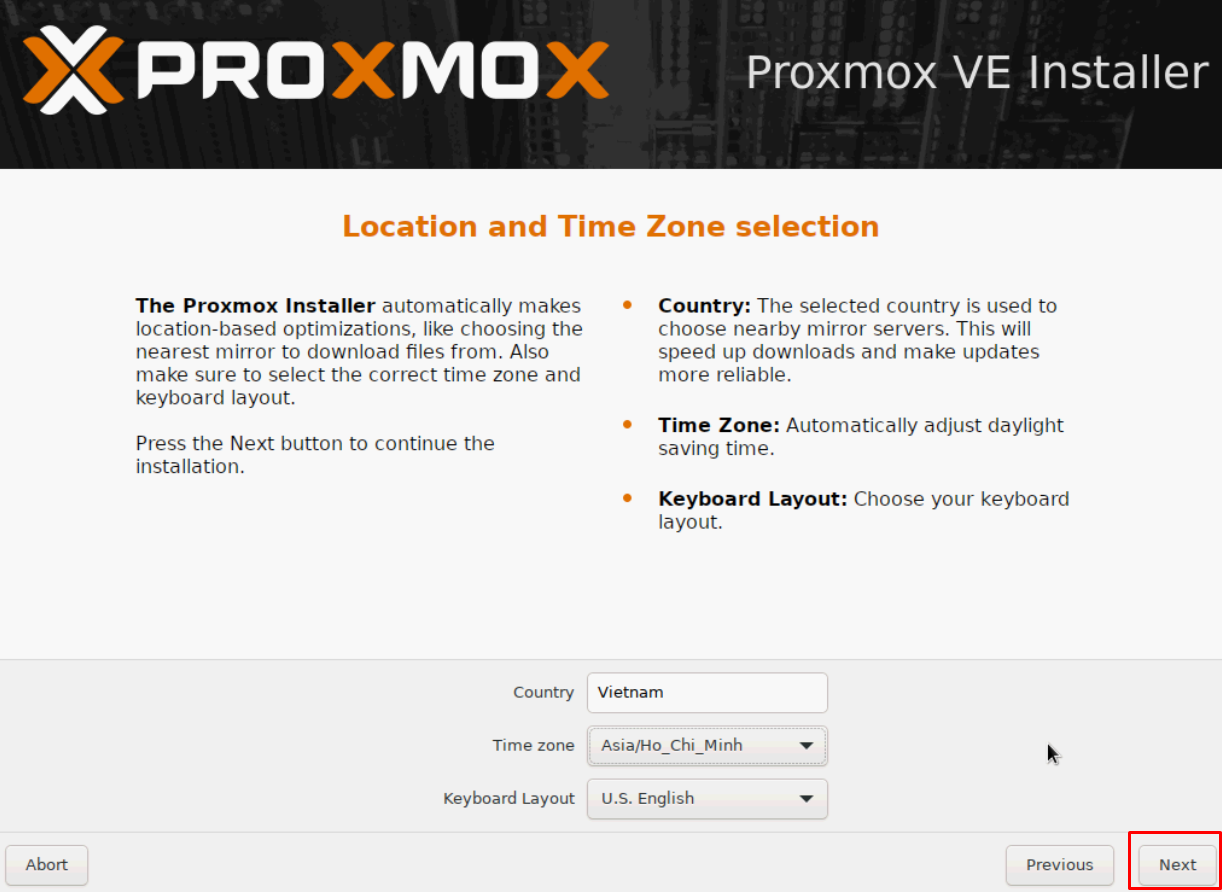 PROXMOX
Proxmox VE Installer
Location and Time Zone selection
The Proxmox Installer automatically makes
location-based optimizations, like choosing the
nearest mirror to download files from. Also
make sure to select the correct time zone and
keyboard layout.
Press the Next button to continue the
installation.
Country: The selected country is used to
choose nearby mirror servers. This will
speed up downloads and make updates
more reliable.
Time Zone: Automatically adjust daylight
saving time.
Keyboard Layout: Choose your keyboard
layout.
Country Vietnam
Time zone Asia/Ho_Chi_Minh
Keyboard Layout U.S. English
Abort Previous Next